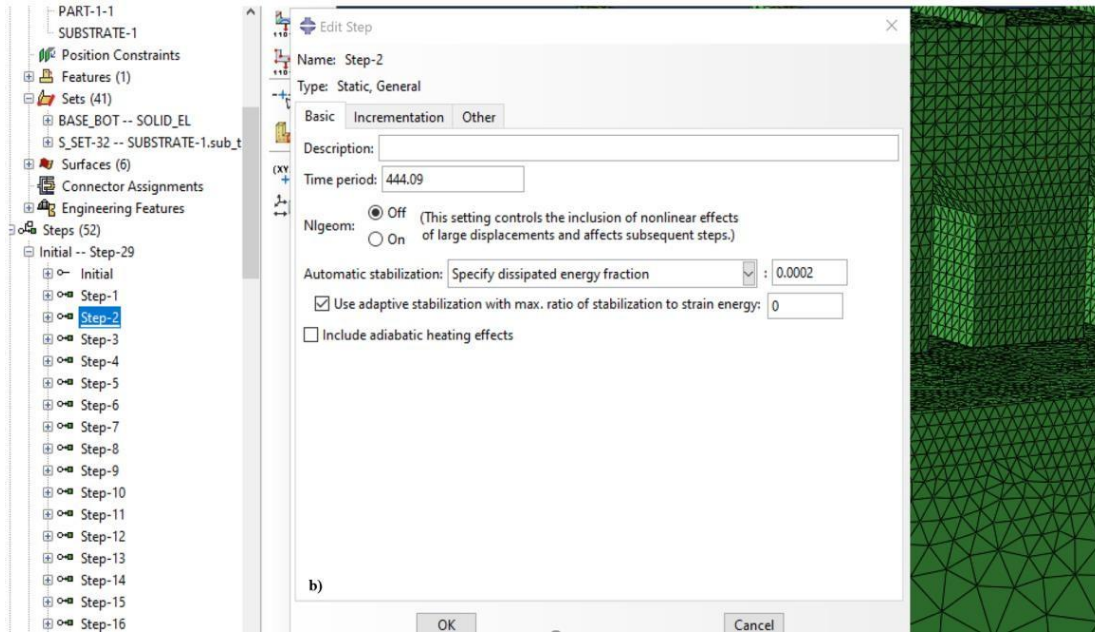 PART-1-1
SUBSTRATE-1
Position Constraints
Features (1)
Sets (41)
BASE_BOT -- SOLID_EL
S_SET-32 -- SUBSTRATE-1.sub_t
Surfaces (6)
Connector Assignments
Engineering Features
Steps (52)
Initial -- Step-29
Initial
Step-1
Step-2
Step-3
Step-4
Step-5
Step-6
Step-7
Step-8
Step-9
Step-10
Step-11
Step-12
Step-13
Step-14
Step-15
Step-16
(XY
Edit Step
Name: Step-2
Type: Static, General
Basic Incrementation Other
Description:
Time period: 444.09
Nlgeom: Off (This setting controls the inclusion of nonlinear effects
On of large displacements and affects subsequent steps.)
Automatic stabilization: Specify dissipated energy fraction : 0.0002
Use adaptive stabilization with max. ratio of stabilization to strain energy: 0
Include adiabatic heating effects
b)
OK Cancel